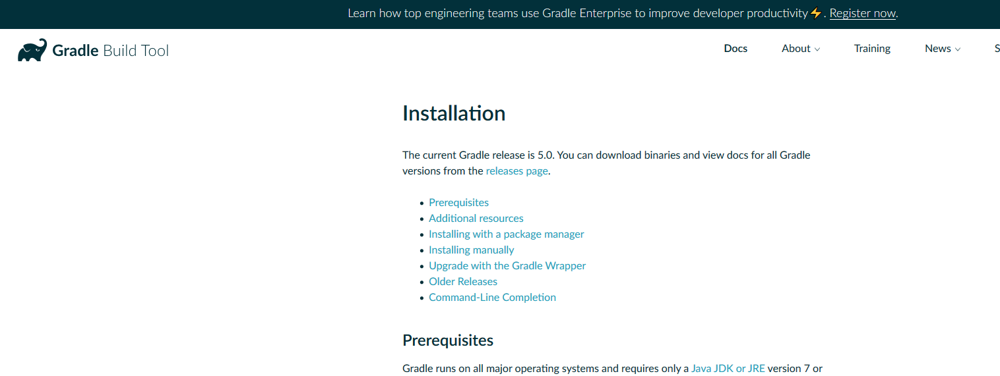 Learn how top engineering teams use Gradle Enterprise to improve developer productivity⚡. Register now.
Gradle Build Tool
Docs
About
Training
News
S
Installation
The current Gradle release is 5.0. You can download binaries and view docs for all Gradle
versions from the releases page.
• Prerequisites
• Additional resources
• Installing with a package manager
• Installing manually
• Upgrade with the Gradle Wrapper
• Older Releases
• Command-Line Completion
Prerequisites
Gradle runs on all major operating systems and requires only a Java JDK or JRE version 7 or